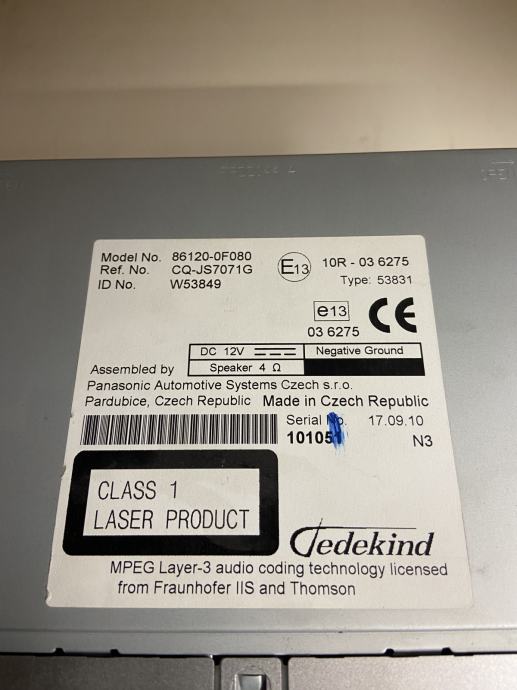 Model No. 86120-0F080
Ref. No. CQ-JS7071G
ID No. W53849
E13
10R - 03 6275
Type: 53831
e13
03 6275
CE
DC 12V
Negative Ground
Speaker 4 Ω
Assembled by
Panasonic Automotive Systems Czech s.r.o.
Pardubice, Czech Republic Made in Czech Republic
Serial No. 17.09.10
10105 N3
CLASS 1
LASER PRODUCT
Jedekind
MPEG Layer-3 audio coding technology licensed
from Fraunhofer IIS and Thomson